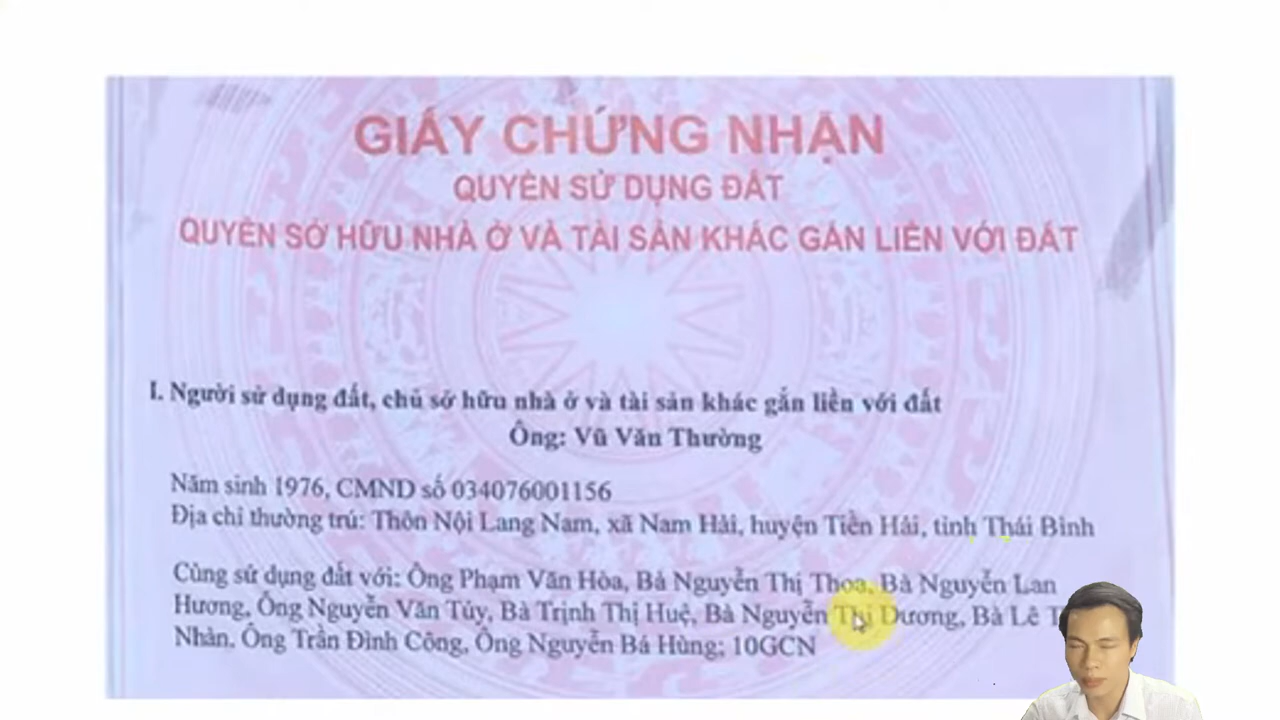 GIẤY CHỨNG NHẬN
QUYỀN SỬ DỤNG ĐẤT
QUYỀN SỞ HỮU NHÀ Ở VÀ TÀI SẢN KHÁC GẮN LIỀN VỚI ĐẤT
I. Người sử dụng đất, chủ sở hữu nhà ở và tài sản khác gắn liền với đất
Ông: Vũ Văn Thường
Năm sinh 1976, CMND số 034076001156
Địa chỉ thường trú: Thôn Nội Lang Nam, xã Nam Hải, huyện Tiền Hải, tỉnh Thái Bình
Cùng sử dụng đất với: Ông Phạm Văn Hòa, Bà Nguyễn Thị Thoa, Bà Nguyễn Lan
Hương, Ông Nguyễn Văn Túy, Bà Trịnh Thị Huệ, Bà Nguyễn Thị Dương, Bà Lê
Nhàn, Ông Trần Đình Công, Ông Nguyễn Bá Hùng; 10GCN